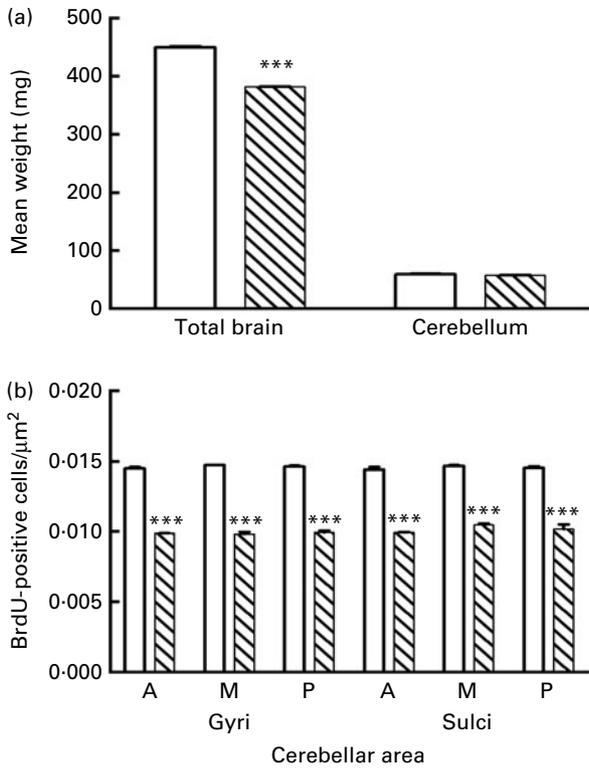 (a)
500
400
300
200
100
0
Mean weight (mg)
***
Total brain Cerebellum
(b)
0·020
0·015
0·010
0·005
0·000
BrdU-positive cells/μm²
*** *** *** *** *** ***
A M P A M P
Gyri Sulci
Cerebellar area